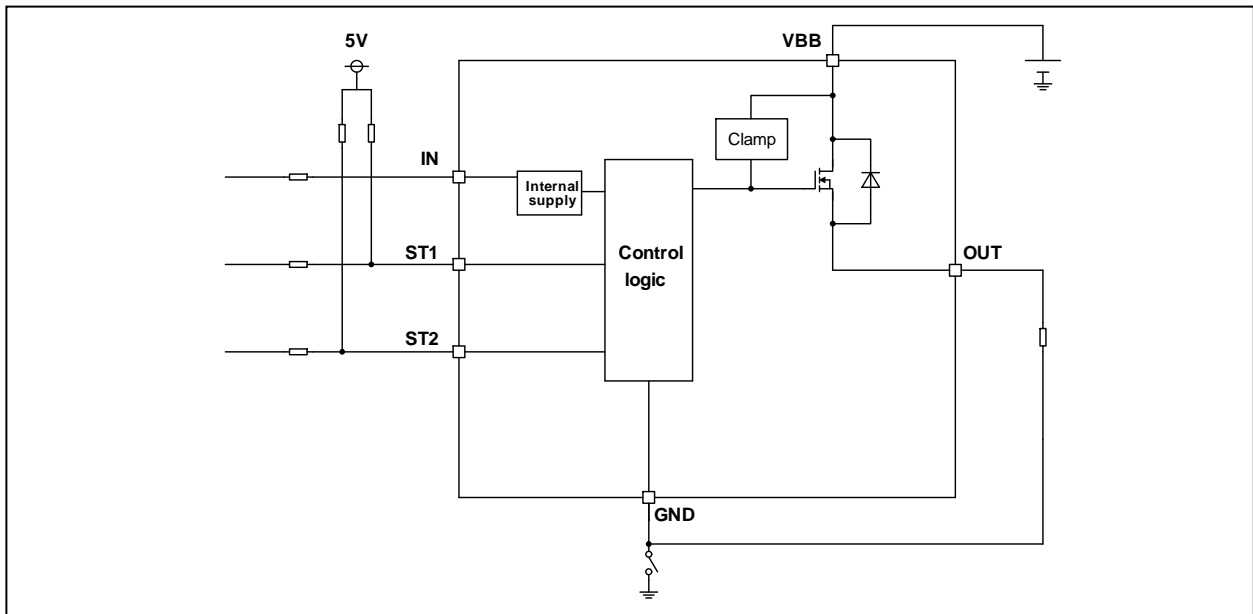 5V
VBB
Clamp
IN
Internal
supply
Control
logic
ST1
OUT
ST2
GND